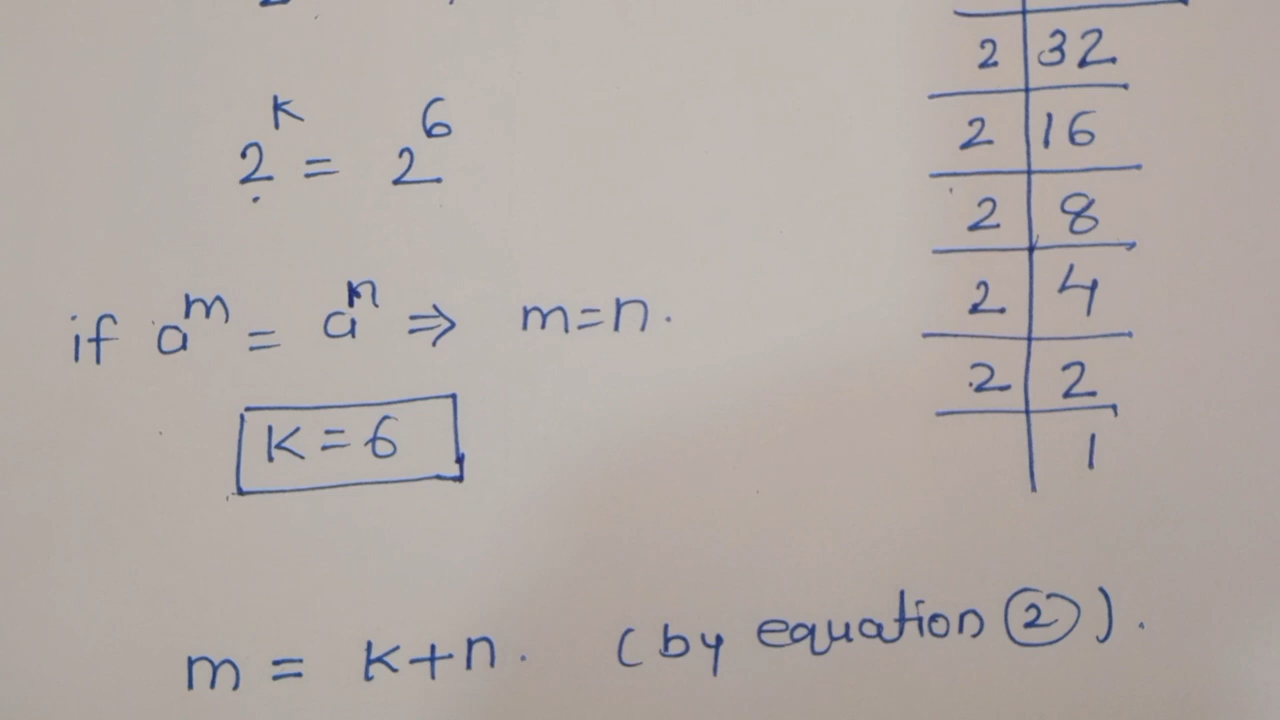 2^k = 2^6
if a^m = a^n ⇒ m=n.
K=6
m = k+n. (by equation ②).
2 | 32
2 | 16
2 | 8
2 | 4
2 | 2
1